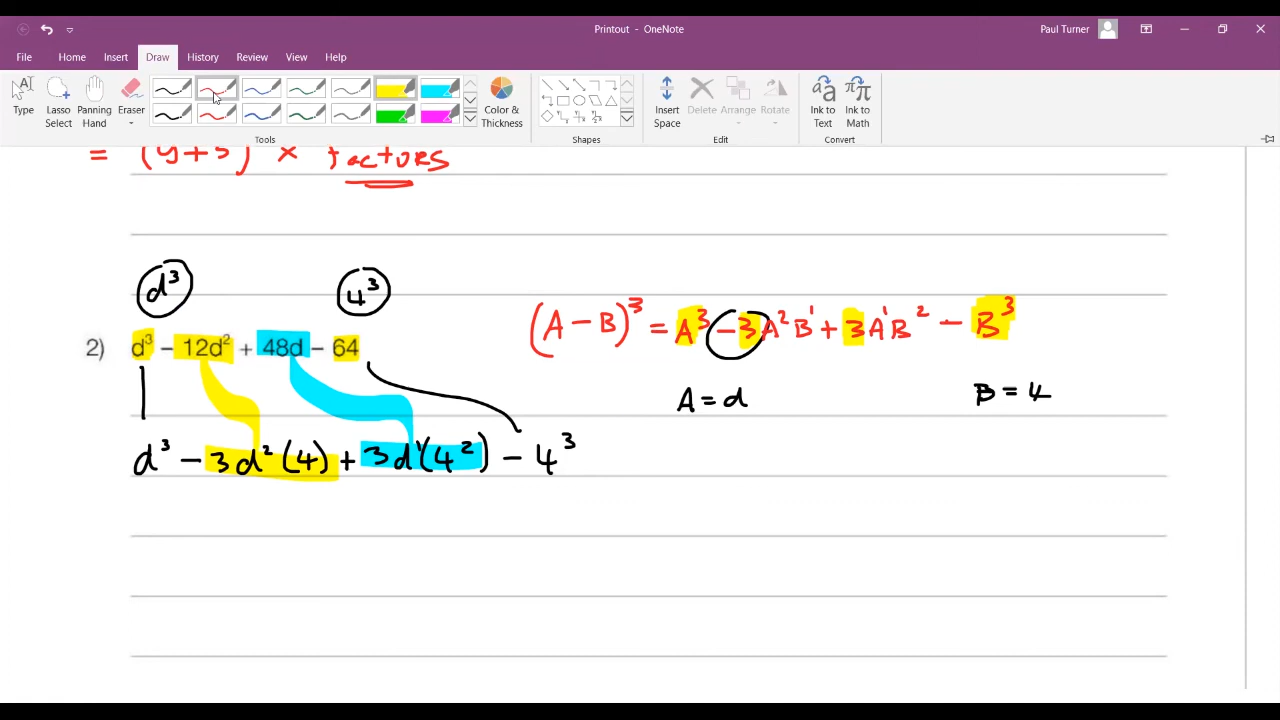 Printout - OneNote
Paul Turner
File Home Insert Draw History Review View Help
Type
Lasso Select
Panning Hand
Eraser
Color & Thickness
Insert Space
Delete
Arrange
Rotate
Ink to Text
Ink to Math
Tools
Shapes
Edit
Convert
= (y+5) × factors
d³ 4³
(A − B)³ = A³ − 3A²B¹ + 3A¹B² − B³
2) d³ − 12d² + 48d − 64
A = d B = 4
d³ − 3d²(4) + 3d¹(4²) − 4³